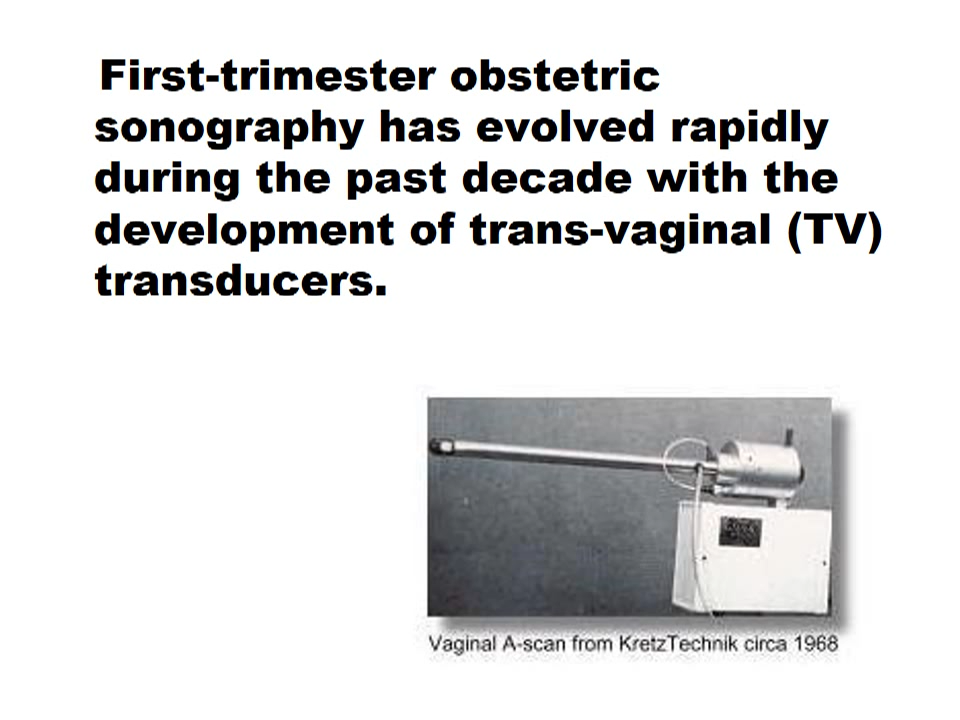 First-trimester obstetric
sonography has evolved rapidly
during the past decade with the
development of trans-vaginal (TV)
transducers.
Vaginal A-scan from KretzTechnik circa 1968